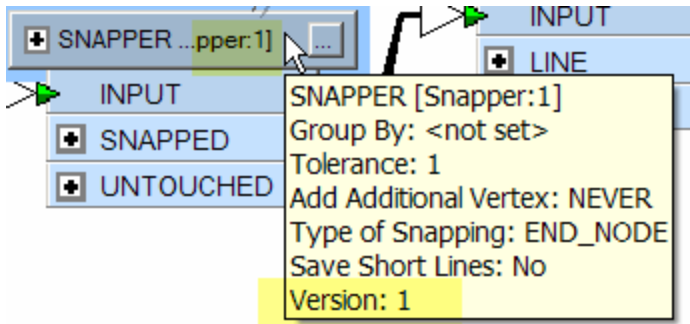 SNAPPER ...pper:1] ...
INPUT
SNAPPED
UNTOUCHED
INPUT
LINE
SNAPPER [Snapper:1]
Group By: <not set>
Tolerance: 1
Add Additional Vertex: NEVER
Type of Snapping: END_NODE
Save Short Lines: No
Version: 1